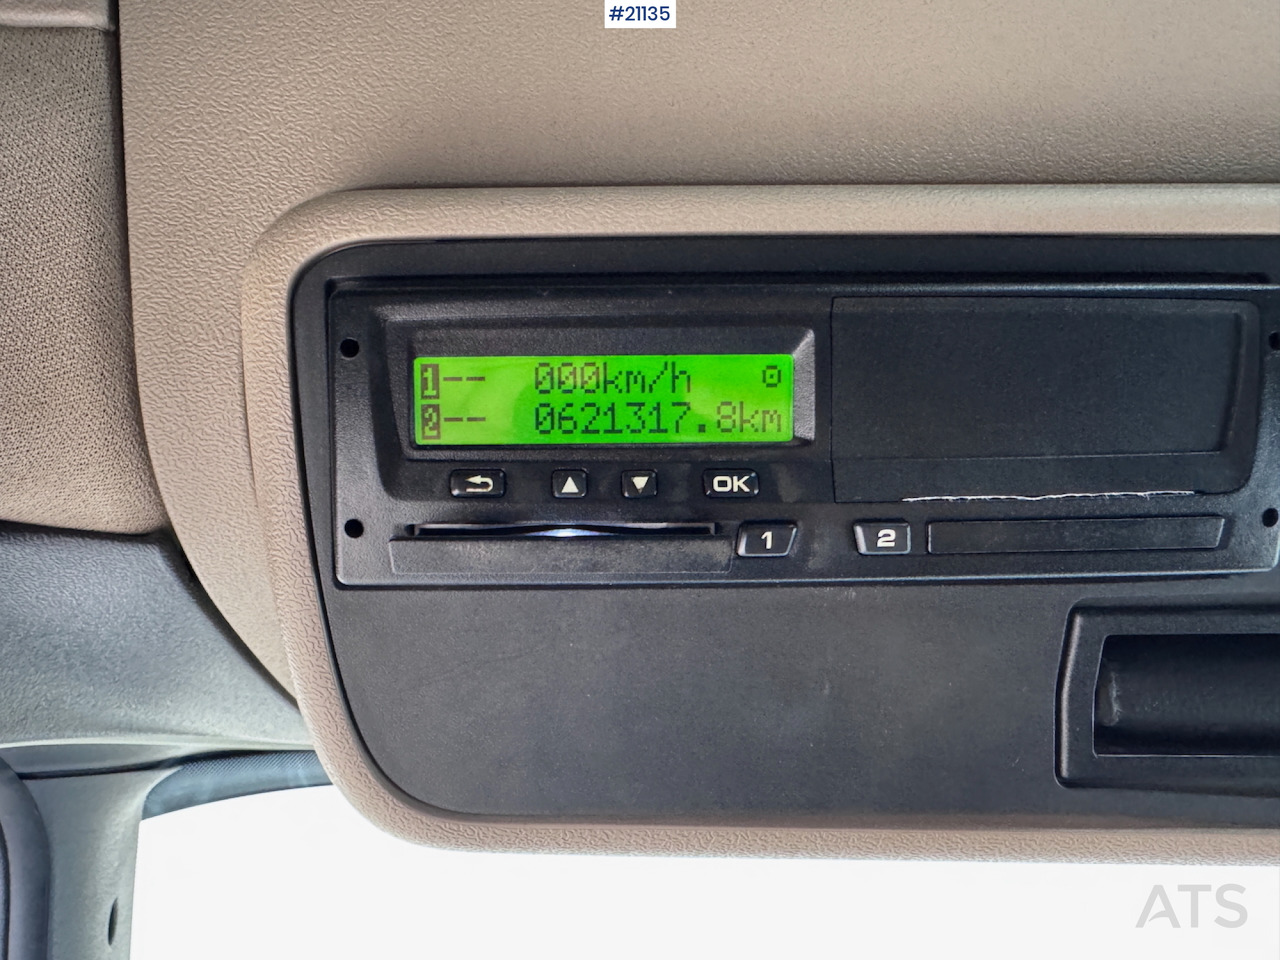 #21135
1-- 000km/h
2-- 0621317.8km
OK
1 2
ATS